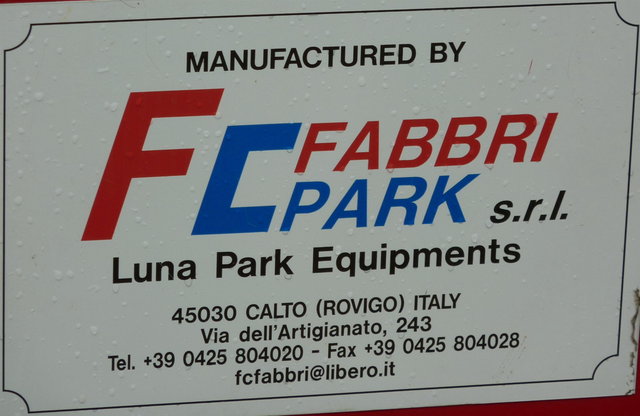 MANUFACTURED BY
FC FABBRI
PARK s.r.l.
Luna Park Equipments
45030 CALTO (ROVIGO) ITALY
Via dell'Artigianato, 243
Tel. +39 0425 804020 - Fax +39 0425 804028
fcfabbri@libero.it